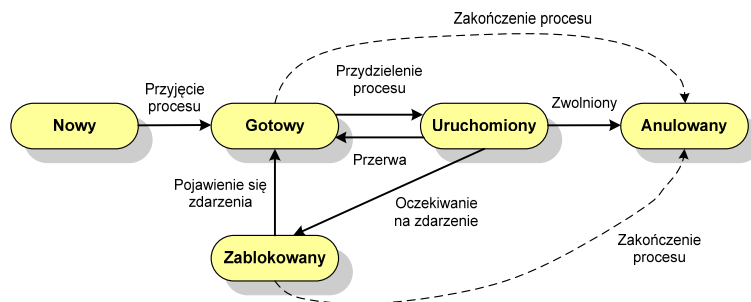 Zakończenie procesu
Przyjęcie
procesu
Przydzielenie
procesu
Zwolniony
Nowy
Gotowy
Uruchomiony
Anulowany
Przerwa
Pojawienie się
zdarzenia
Oczekiwanie
na zdarzenie
Zablokowany
Zakończenie
procesu